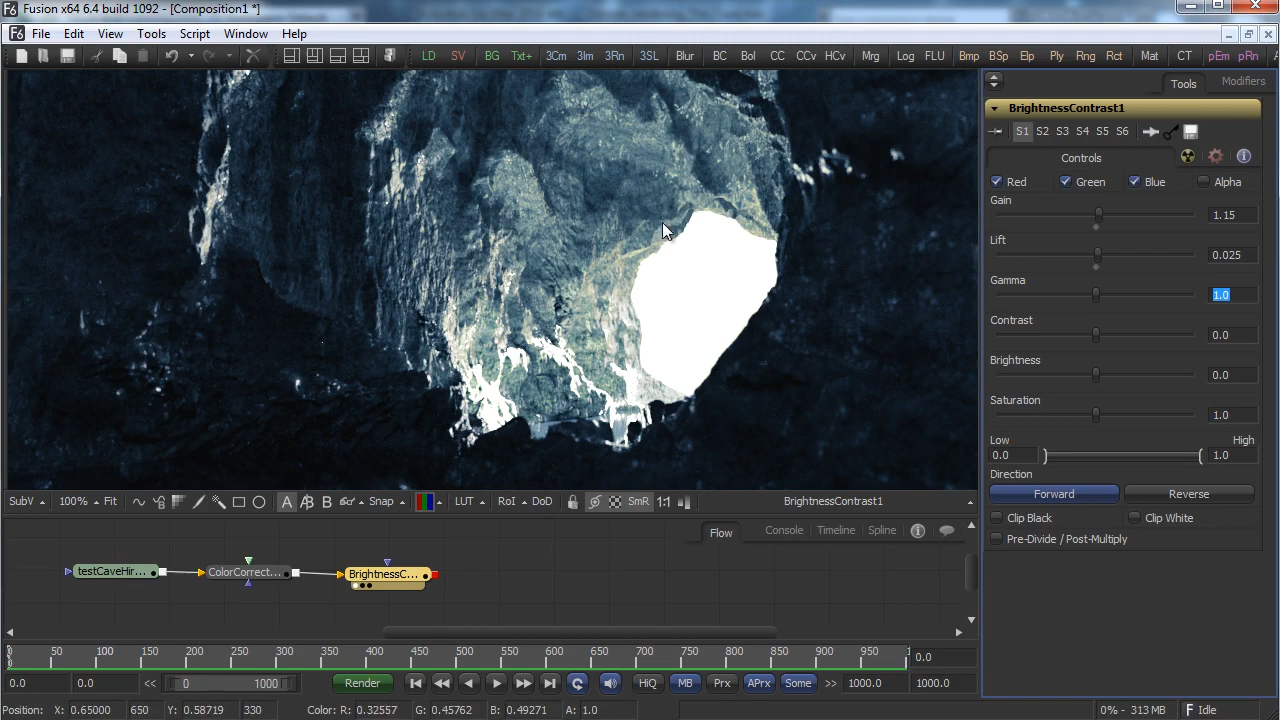 Fusion x64 6.4 build 1092 - [Composition1 *]
File Edit View Tools Script Window Help
LD SV BG Txt+ 3Cm 3Im 3Rn 3SL Blur BC Bol CC CCv HCv Mrg Log FLU Bmp BSp Elp Ply Rng Rct Mat CT pEm pRn
Tools Modifiers
BrightnessContrast1
S1 S2 S3 S4 S5 S6
Controls
Red Green Blue Alpha
Gain
1.15
Lift
0.025
Gamma
1.0
Contrast
0.0
Brightness
0.0
Saturation
1.0
Low High
0.0 1.0
Direction
Forward Reverse
Clip Black Clip White
Pre-Divide / Post-Multiply
SubV 100% Fit A B Snap LUT RoI DoD SmR 1:1 BrightnessContrast1
Flow Console Timeline Spline
testCaveHir... ColorCorrect... BrightnessC...
0 50 100 150 200 250 300 350 400 450 500 550 600 650 700 750 800 850 900 950 0.0
0.0 0.0 << 0 1000 Render HiQ MB Prx APrx Some >> 1000.0 1000.0
Position: X: 0.65000 650 Y: 0.58719 330 Color: R: 0.32557 G: 0.45762 B: 0.49271 A: 1.0 0% - 313 MB Idle